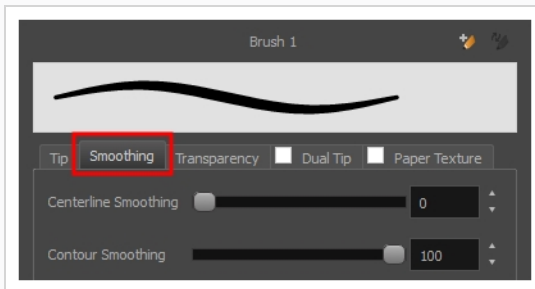 Brush 1
Tip Smoothing Transparency Dual Tip Paper Texture
Centerline Smoothing 0
Contour Smoothing 100